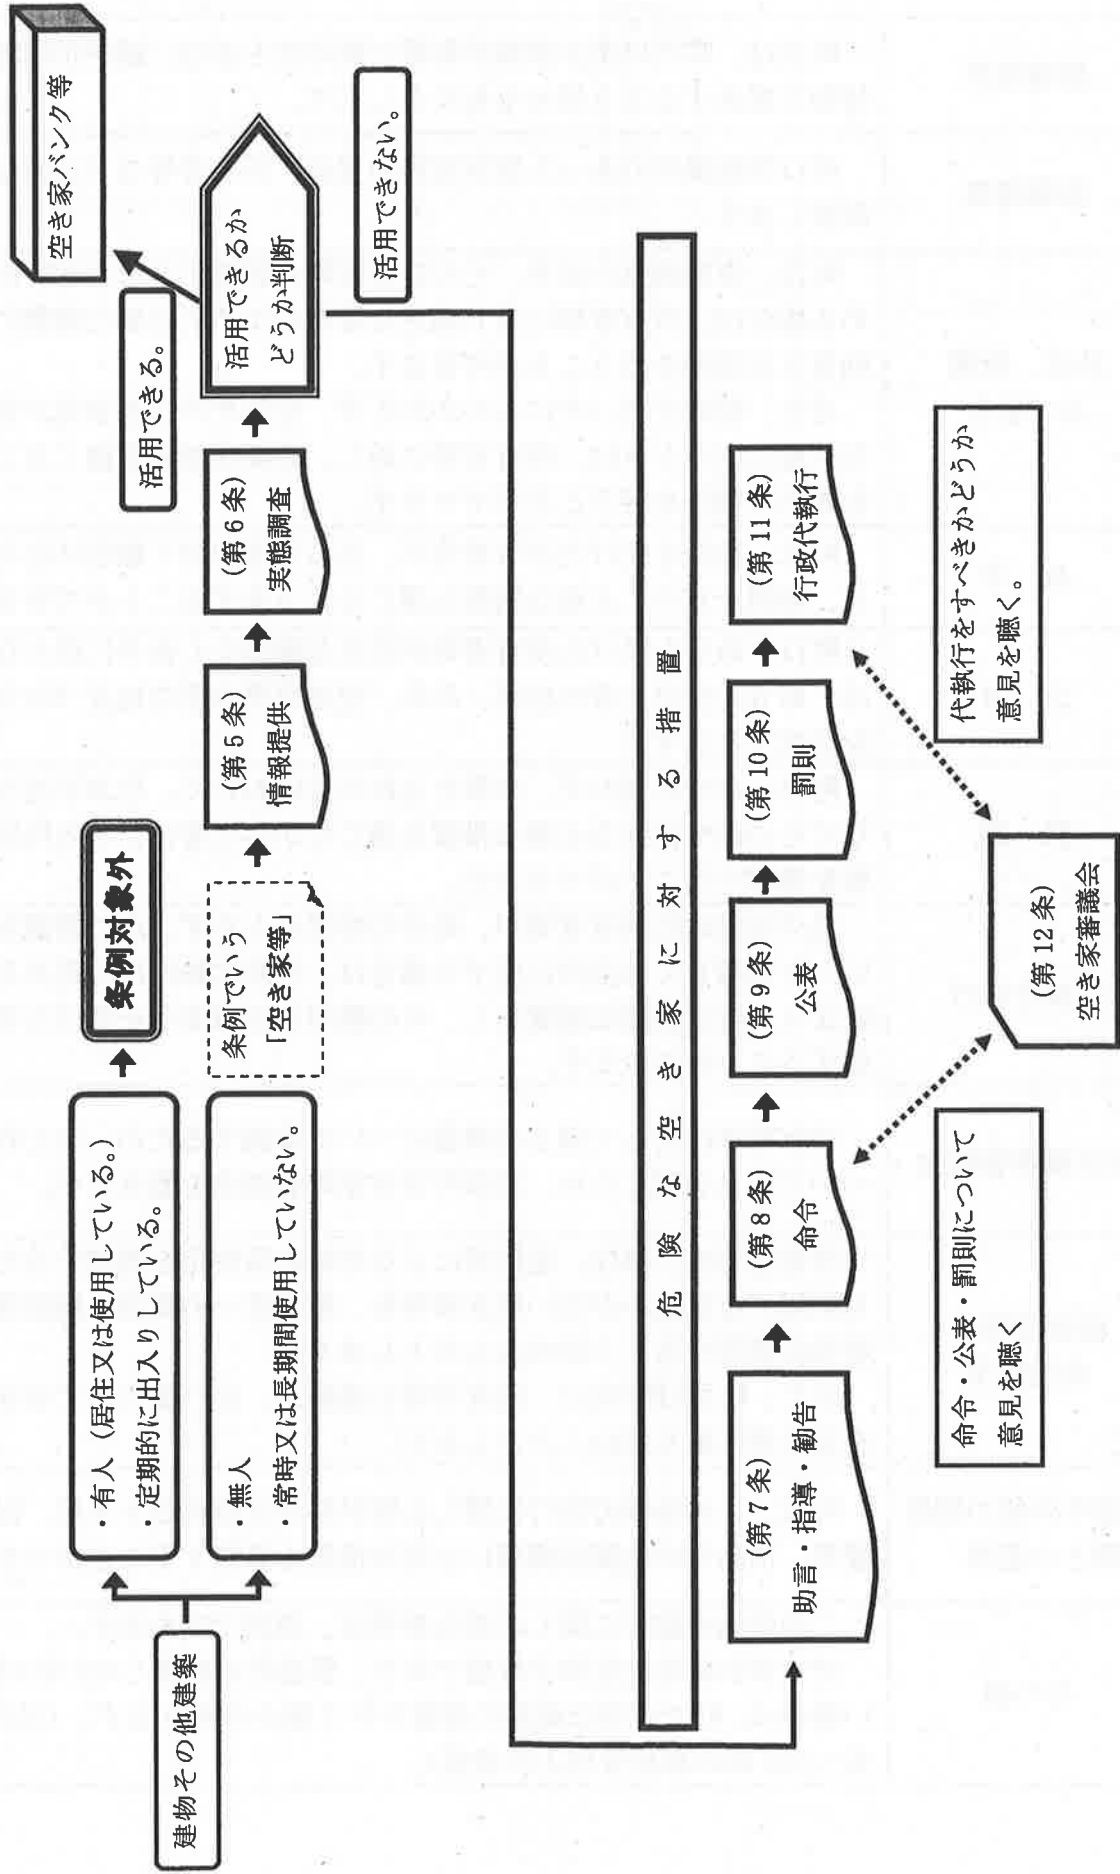 建物その他建築
・有人（居住又は使用している。）
・定期的に出入りしている。
条例対象外
・無人
・常時又は長期間使用していない。
条例でいう
「空き家等」
(第5条)
情報提供
(第6条)
実態調査
活用できるか
どうか判断
活用できる。
空き家バンク等
活用できない。
危険な空き家に対する措置
(第7条)
助言・指導・勧告
(第8条)
命令
(第9条)
公表
(第10条)
罰則
(第11条)
行政代執行
命令・公表・罰則について
意見を聴く
(第12条)
空き家審議会
代執行をすべきかどうか
意見を聴く。